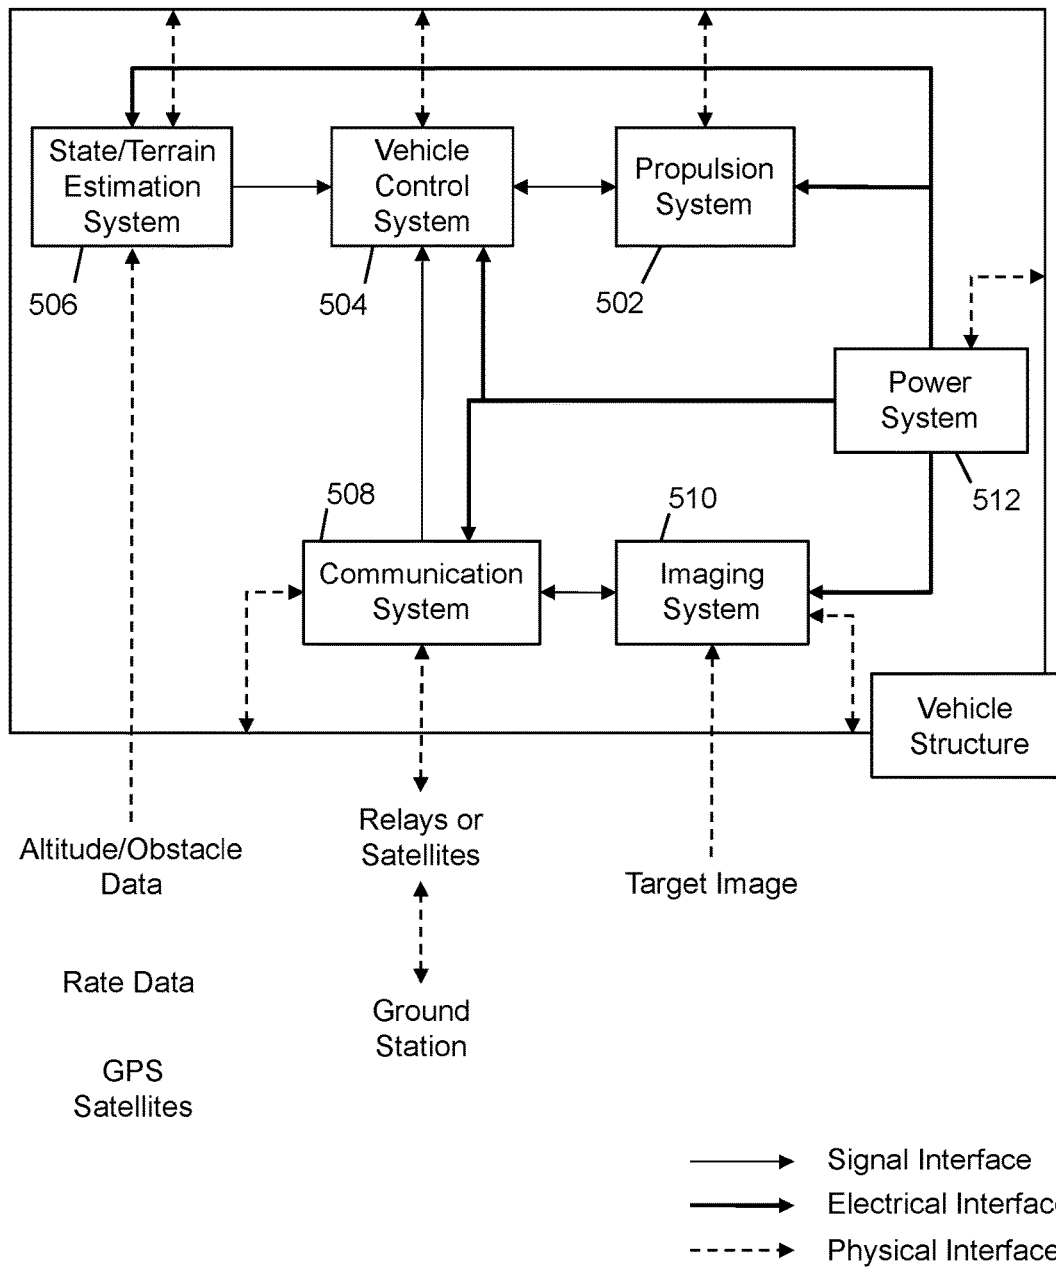 State/Terrain
Estimation
System
Vehicle
Control
System
Propulsion
System
506
504
502
Power
System
512
508
510
Communication
System
Imaging
System
Vehicle
Structure
Altitude/Obstacle
Data
Relays or
Satellites
Target Image
Rate Data
Ground
Station
GPS
Satellites
Signal Interface
Electrical Interface
Physical Interface